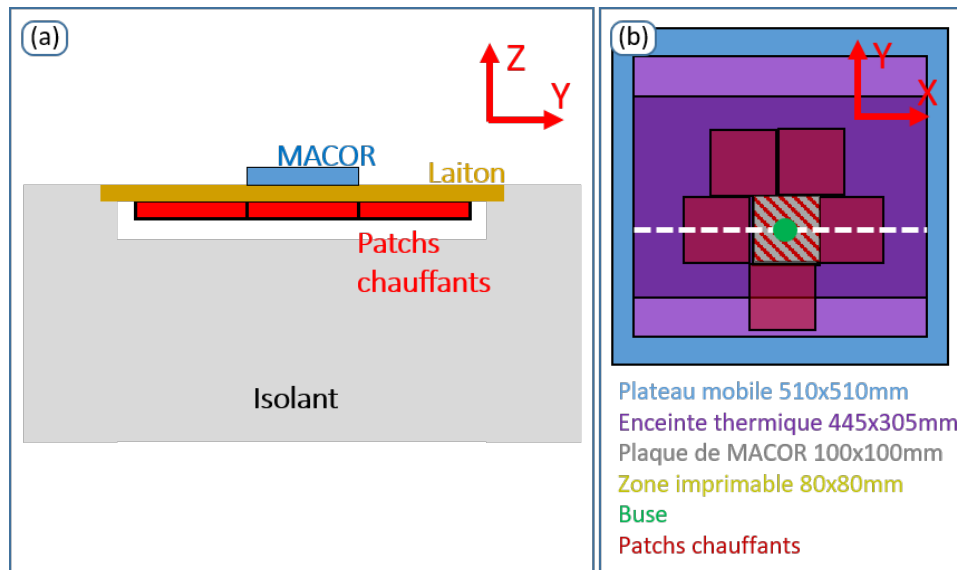 (a)
Z
Y
MACOR
Laiton
Patchs
chauffants
Isolant
(b)
Y
X
Plateau mobile 510x510mm
Enceinte thermique 445x305mm
Plaque de MACOR 100x100mm
Zone imprimable 80x80mm
Buse
Patchs chauffants